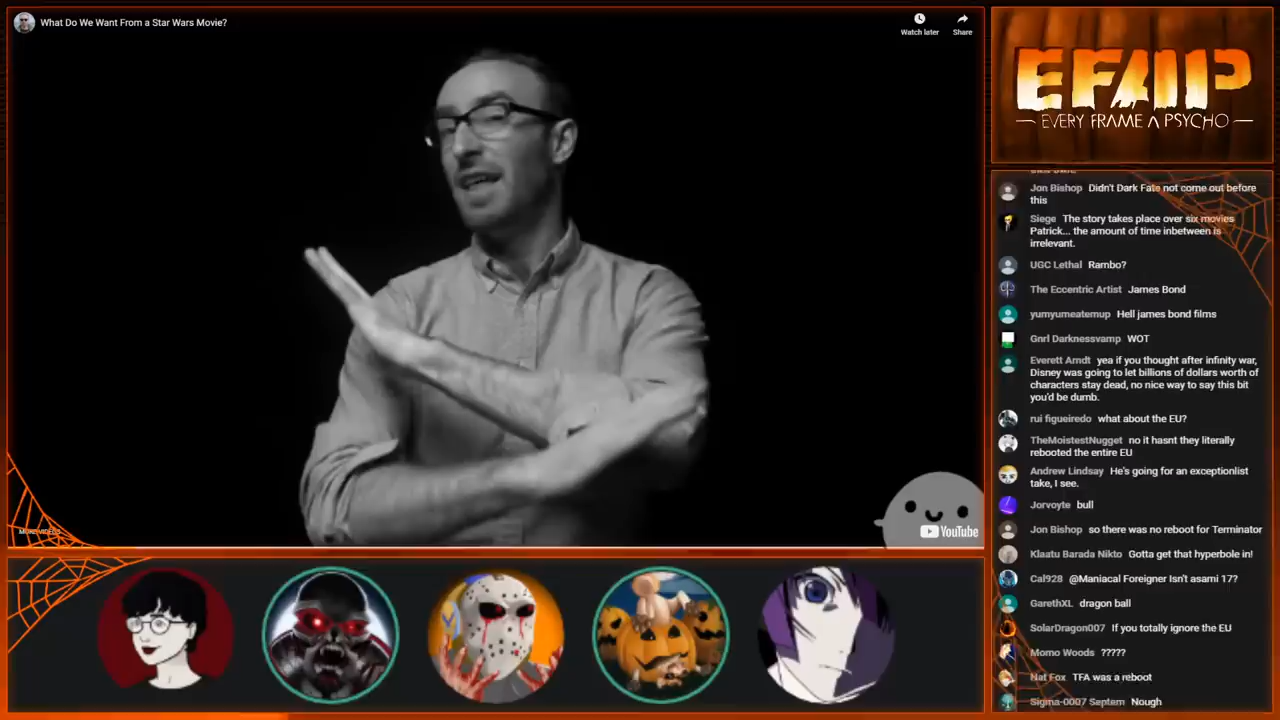 What Do We Want From a Star Wars Movie?
Watch later
Share
MORE VIDEOS
YouTube
EFAP
EVERY FRAME A PSYCHO
Jon Bishop Didn't Dark Fate not come out before
this
Siege The story takes place over six movies
Patrick... the amount of time inbetween is
irrelevant.
UGC Lethal Rambo?
The Eccentric Artist James Bond
yumyumeatemup Hell james bond films
Gnrl Darknessvamp WOT
Everett Arndt yea if you thought after infinity war,
Disney was going to let billions of dollars worth of
characters stay dead, no nice way to say this bit
you'd be dumb.
rui figueiredo what about the EU?
TheMoistestNugget no it hasnt they literally
rebooted the entire EU
Andrew Lindsay He's going for an exceptionlist
take, I see.
Jorvoyte bull
Jon Bishop so there was no reboot for Terminator
Klaatu Barada Nikto Gotta get that hyperbole in!
Cal928 @Maniacal Foreigner Isn't asami 17?
GarethXL dragon ball
SolarDragon007 If you totally ignore the EU
Momo Woods ?????
Nat Fox TFA was a reboot
Sigma-0007 Septem Nough